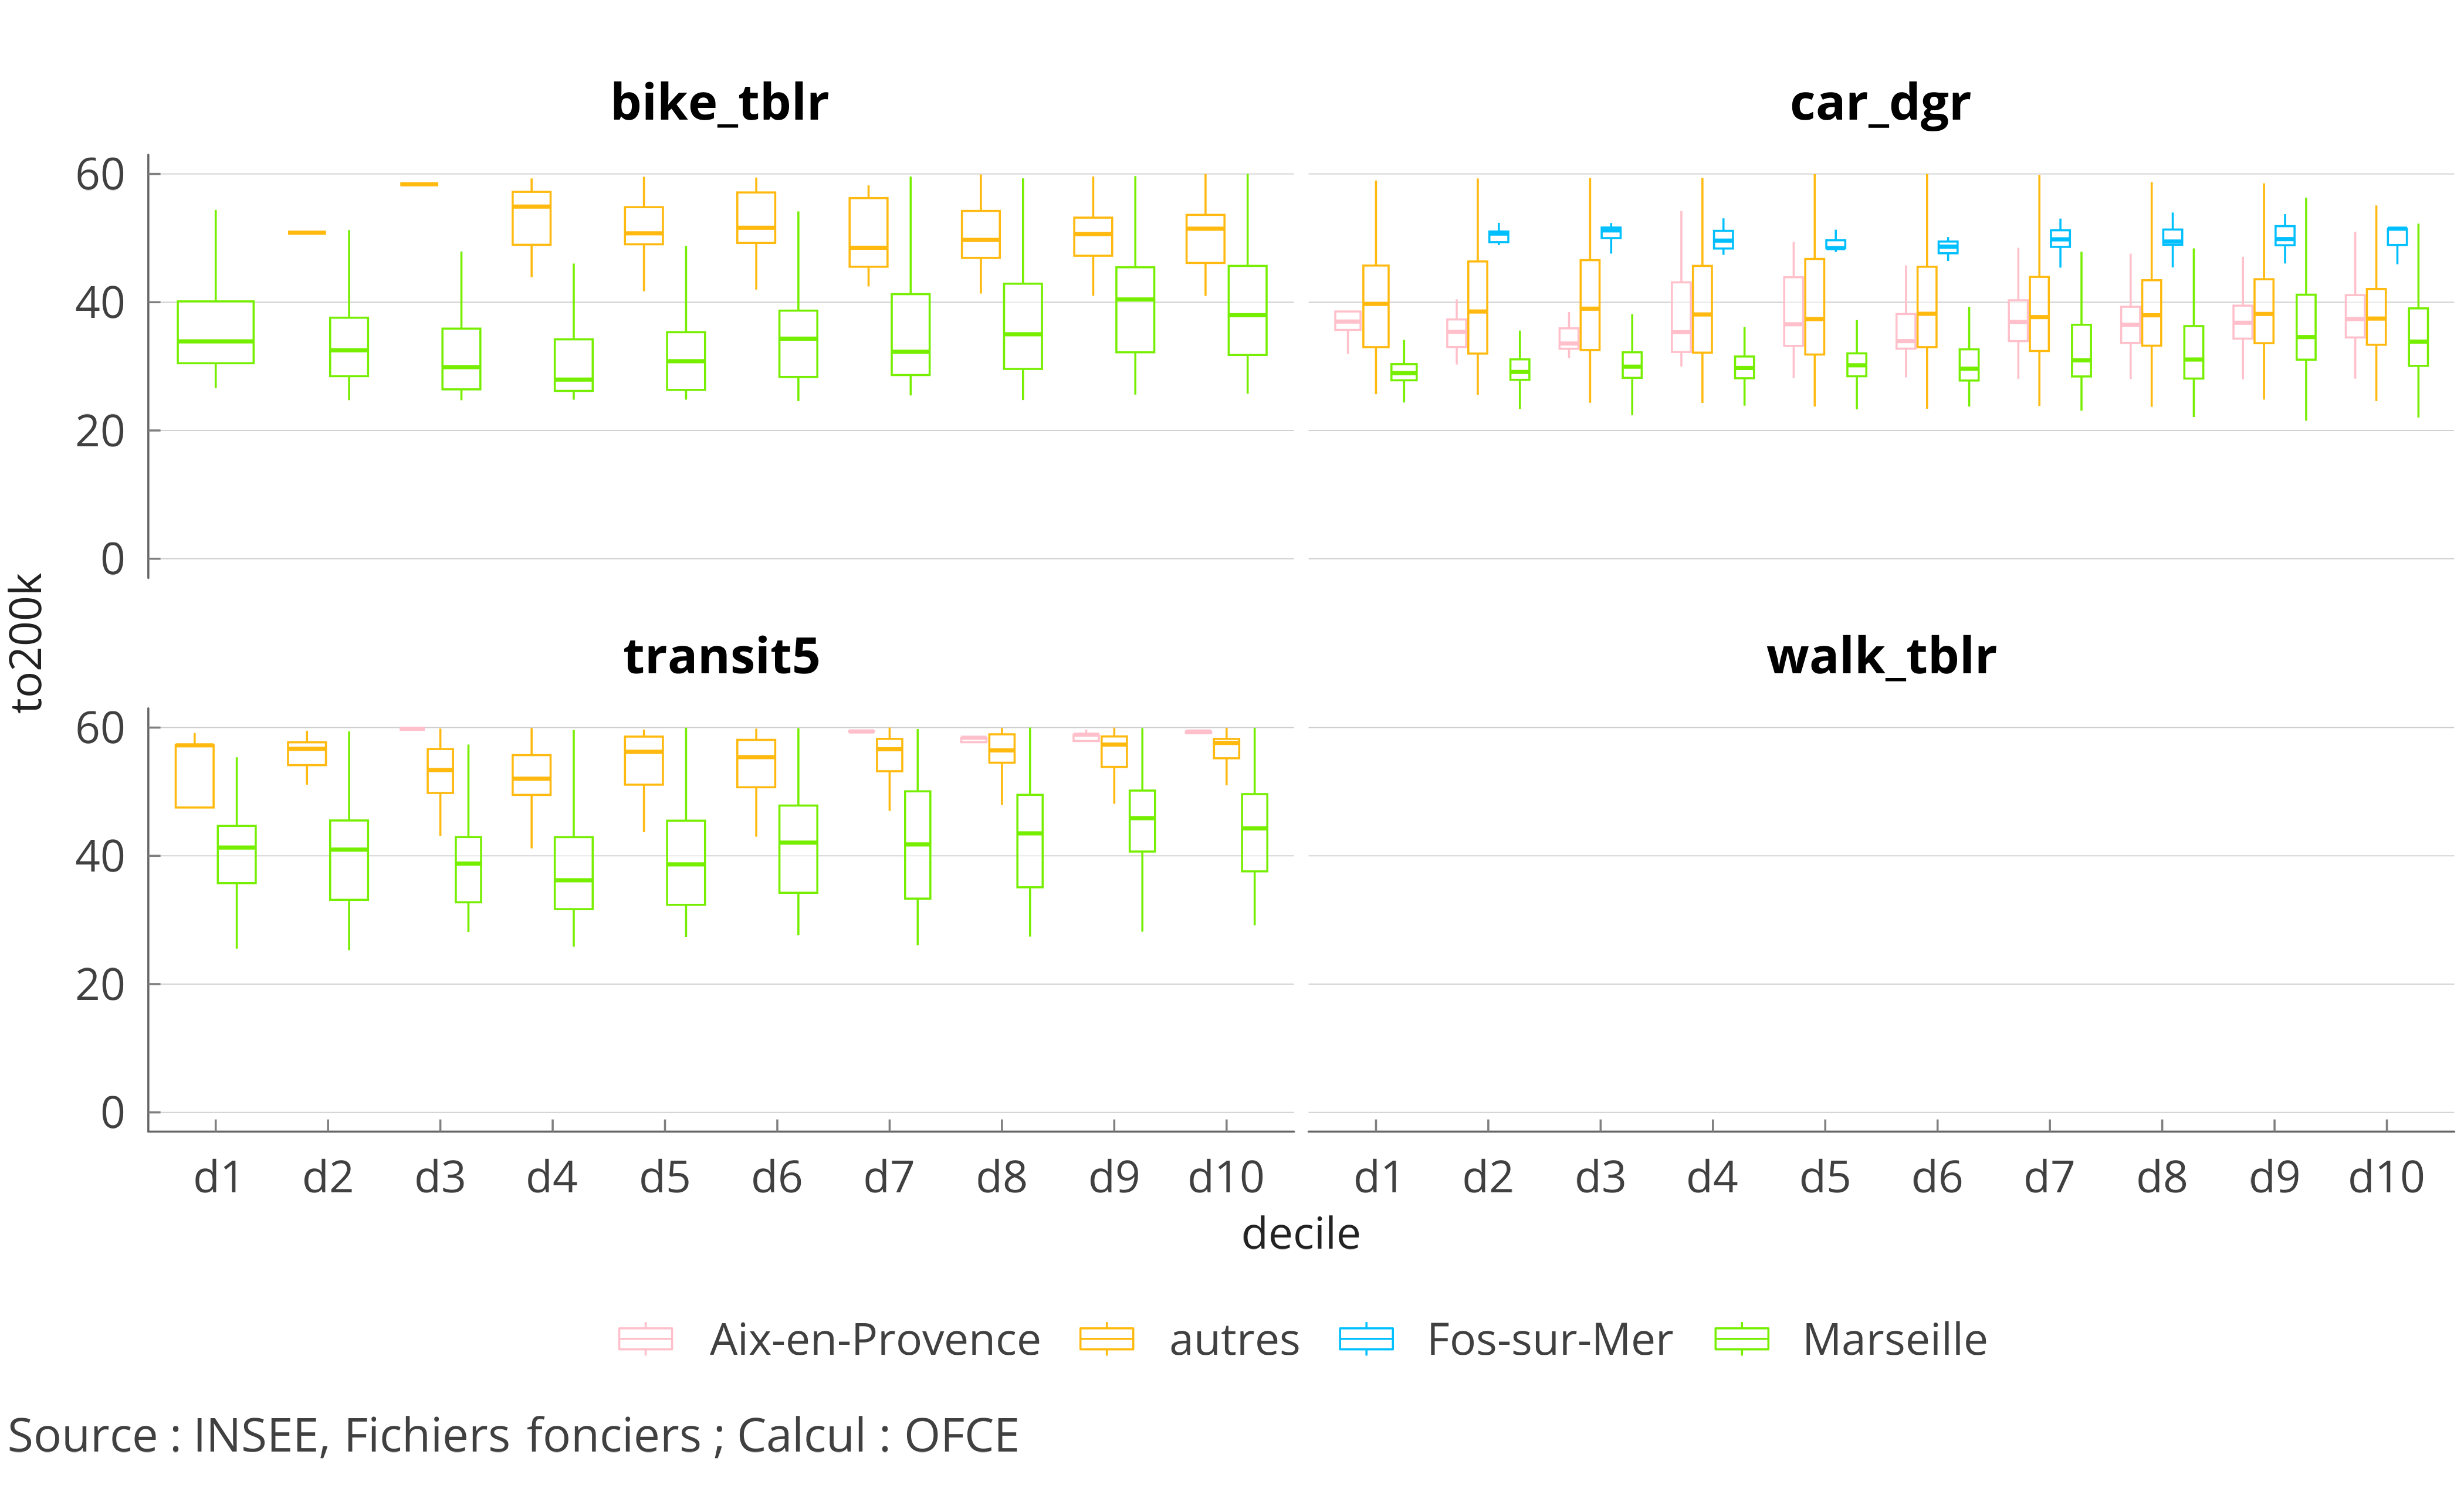 bike_tblr
car_dgr
60
40
20
0
to200k
transit5
walk_tblr
60
40
20
0
d1 d2 d3 d4 d5 d6 d7 d8 d9 d10 d1 d2 d3 d4 d5 d6 d7 d8 d9 d10
decile
Aix-en-Provence autres Fos-sur-Mer Marseille
Source : INSEE, Fichiers fonciers ; Calcul : OFCE